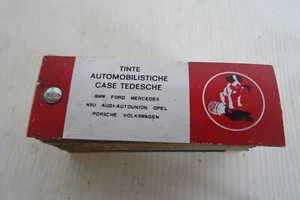 TINTE
AUTOMOBILISTICHE
CASE TEDESCHE
BMW FORD MERCEDES
NSU AUDI-AUTOUNION OPEL
PORSCHE VOLKSWAGEN